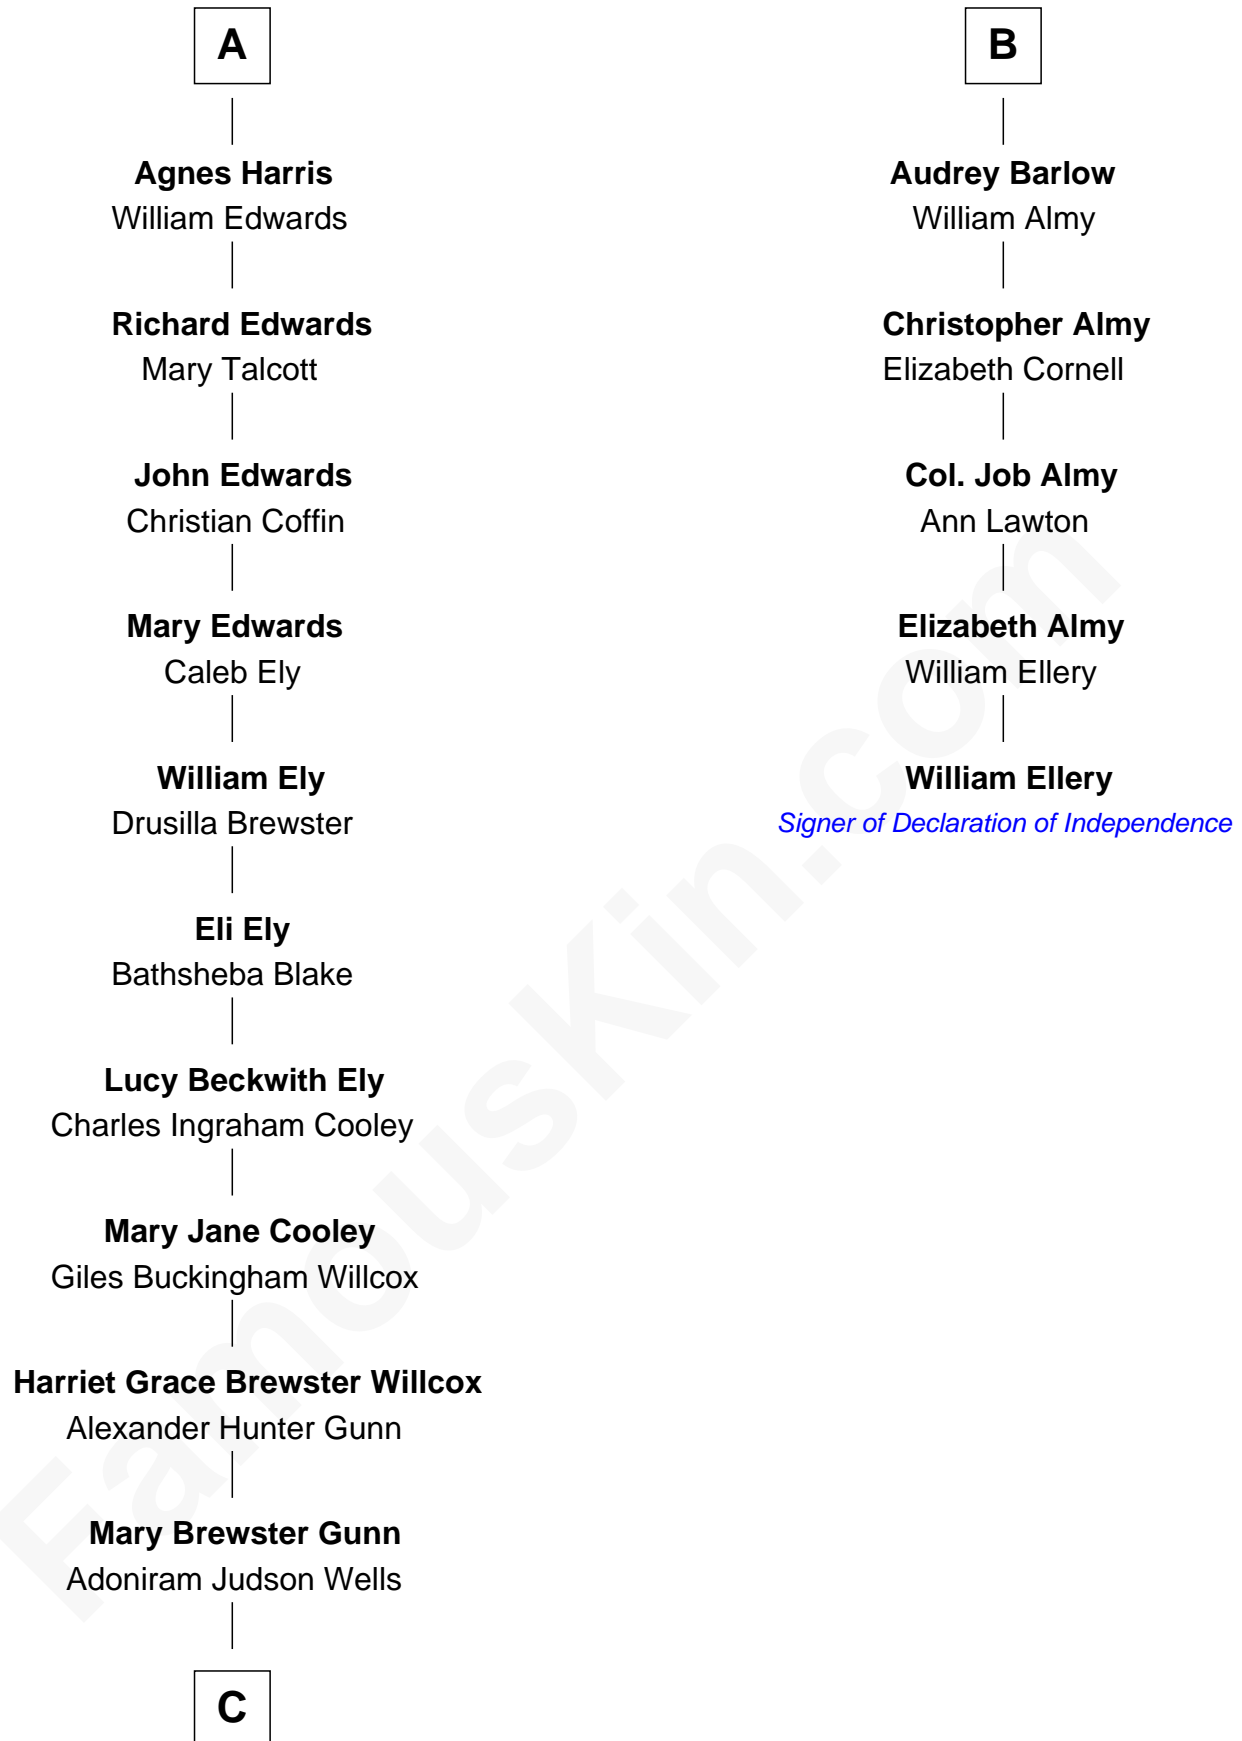 A
Agnes Harris
William Edwards
Richard Edwards
Mary Talcott
John Edwards
Christian Coffin
Mary Edwards
Caleb Ely
William Ely
Drusilla Brewster
Eli Ely
Bathsheba Blake
Lucy Beckwith Ely
Charles Ingraham Cooley
Mary Jane Cooley
Giles Buckingham Willcox
Harriet Grace Brewster Willcox
Alexander Hunter Gunn
Mary Brewster Gunn
Adoniram Judson Wells
C
B
Audrey Barlow
William Almy
Christopher Almy
Elizabeth Cornell
Col. Job Almy
Ann Lawton
Elizabeth Almy
William Ellery
William Ellery
Signer of Declaration of Independence
FamousKin.com